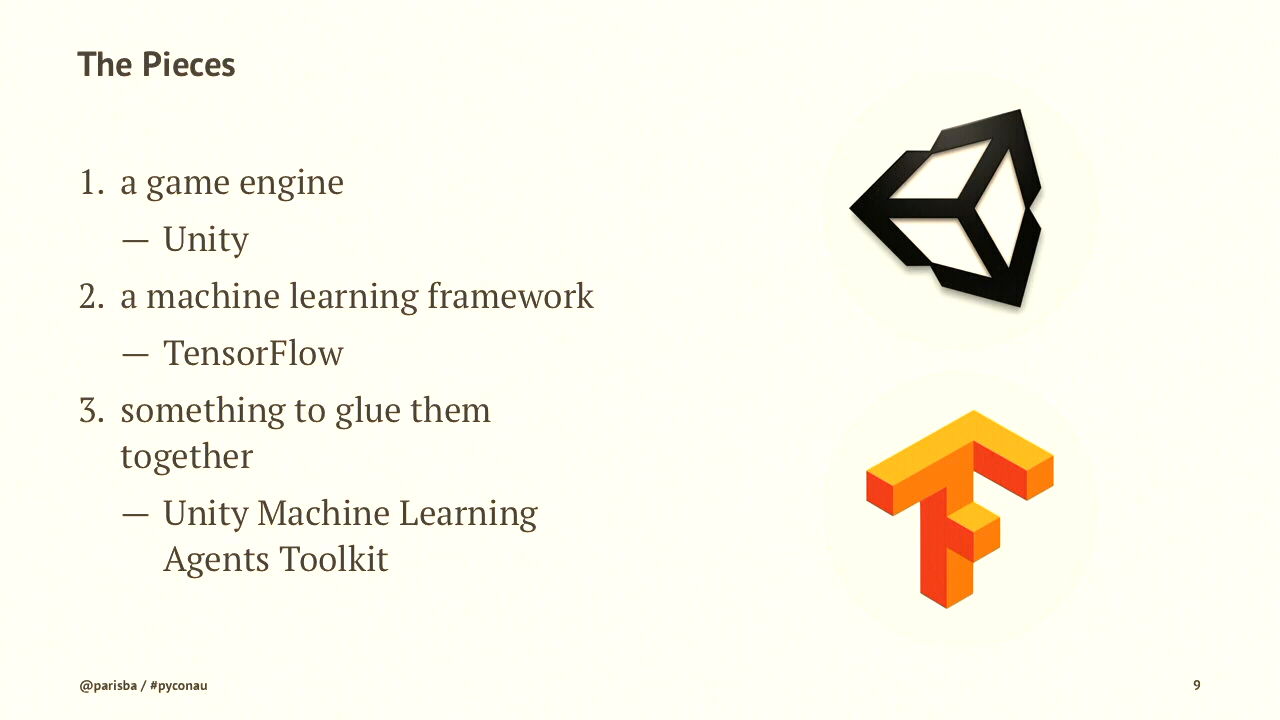 The Pieces
1. a game engine
— Unity
2. a machine learning framework
— TensorFlow
3. something to glue them
together
— Unity Machine Learning
Agents Toolkit
@parisba / #pyconau
9